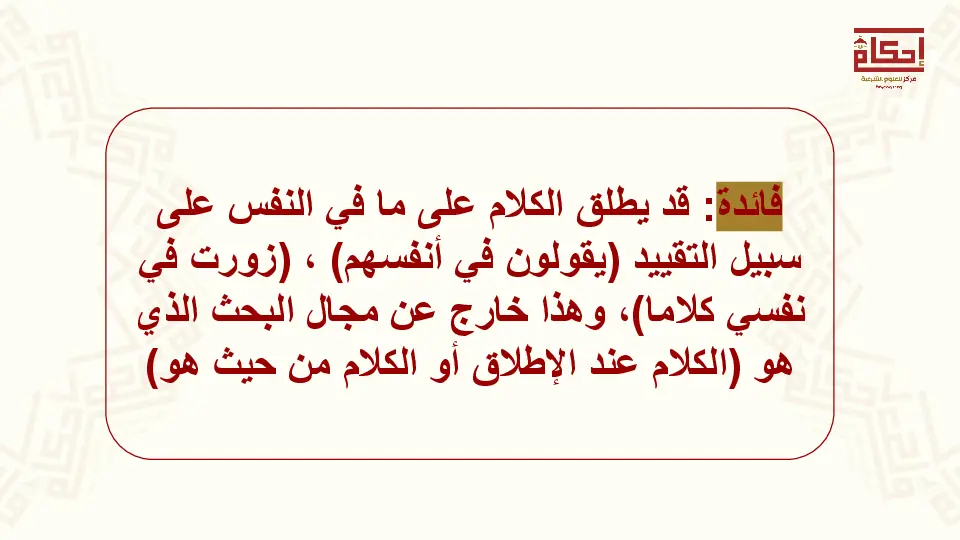 إحكام
مركز للعلوم الشرعية
فائدة: قد يطلق الكلام على ما في النفس على
سبيل التقييد (يقولون في أنفسهم) ، (زورت في
نفسي كلاما)، وهذا خارج عن مجال البحث الذي
هو (الكلام عند الإطلاق أو الكلام من حيث هو)